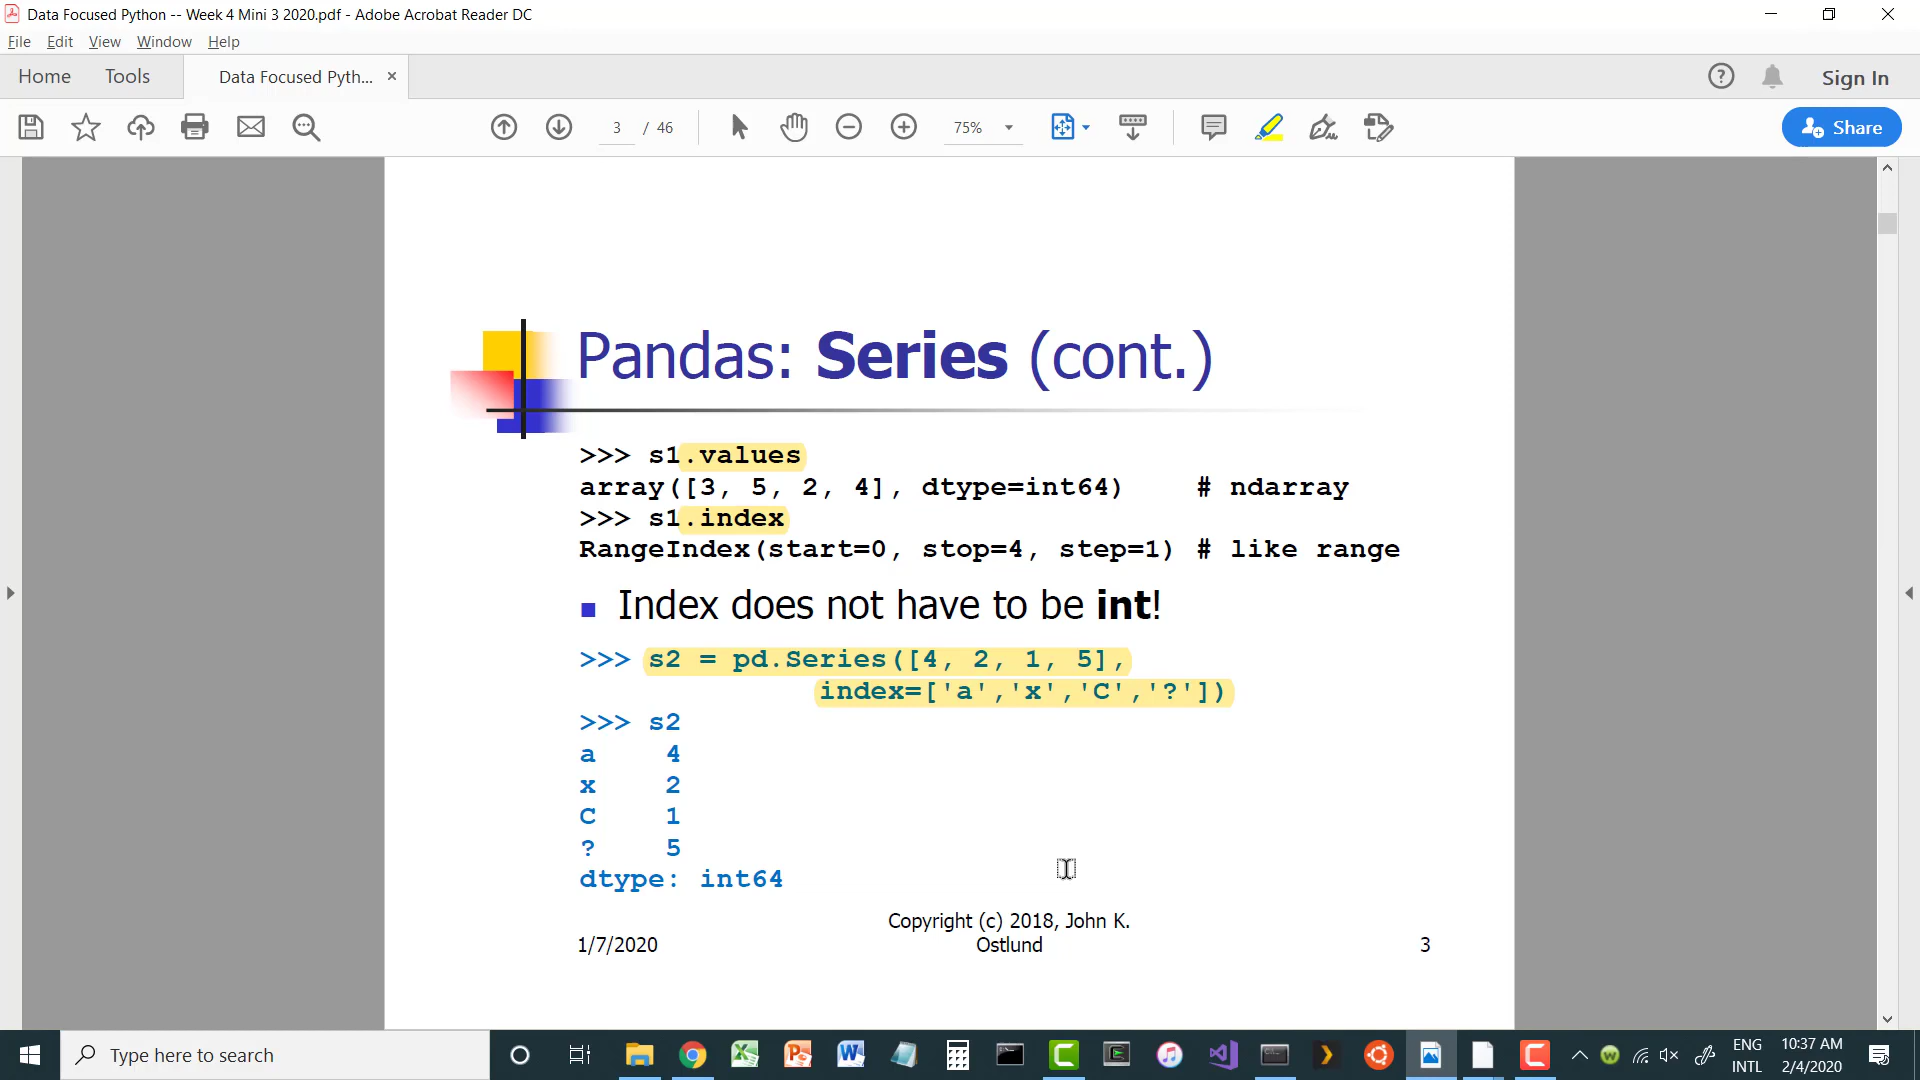 Data Focused Python -- Week 4 Mini 3 2020.pdf - Adobe Acrobat Reader DC
File Edit View Window Help
Home Tools Data Focused Pyth... × Sign In
3 / 46 75% Share
Pandas: Series (cont.)
>>> s1.values
array([3, 5, 2, 4], dtype=int64) # ndarray
>>> s1.index
RangeIndex(start=0, stop=4, step=1) # like range
Index does not have to be int!
>>> s2 = pd.Series([4, 2, 1, 5],
index=['a','x','C','?'])
>>> s2
a 4
x 2
C 1
? 5
dtype: int64
Copyright (c) 2018, John K.
1/7/2020 Ostlund 3
Type here to search
ENG 10:37 AM
INTL 2/4/2020